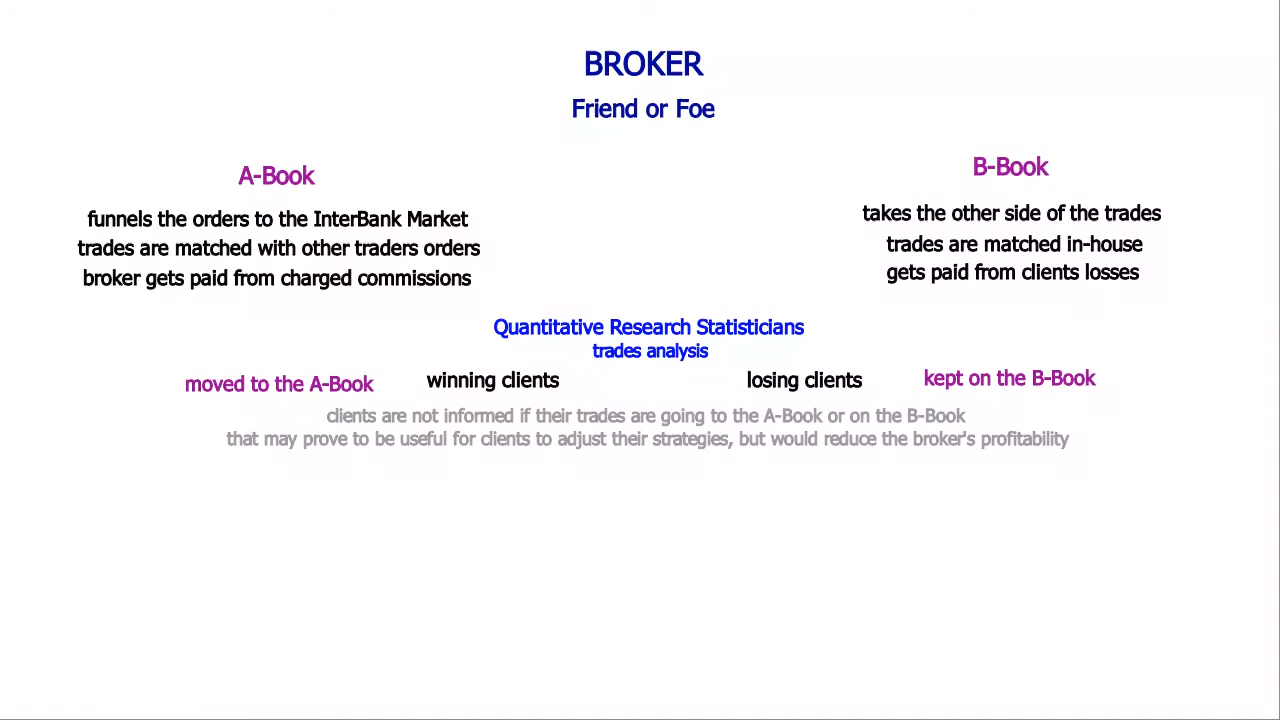 BROKER
Friend or Foe
A-Book
funnels the orders to the InterBank Market
trades are matched with other traders orders
broker gets paid from charged commissions
B-Book
takes the other side of the trades
trades are matched in-house
gets paid from clients losses
Quantitative Research Statisticians
trades analysis
moved to the A-Book winning clients losing clients kept on the B-Book
clients are not informed if their trades are going to the A-Book or on the B-Book
that may prove to be useful for clients to adjust their strategies, but would reduce the broker's profitability